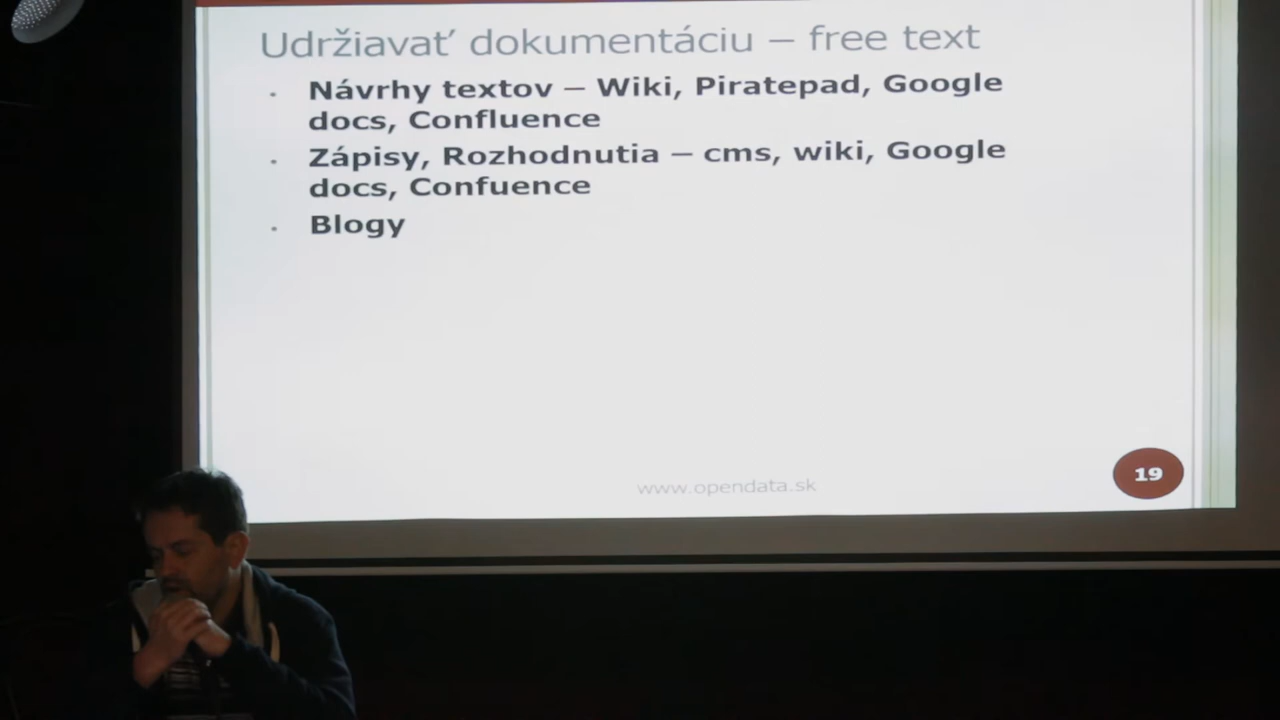 Udržiavať dokumentáciu – free text
Návrhy textov – Wiki, Piratepad, Google
docs, Confluence
Zápisy, Rozhodnutia – cms, wiki, Google
docs, Confuence
Blogy
www.opendata.sk
19